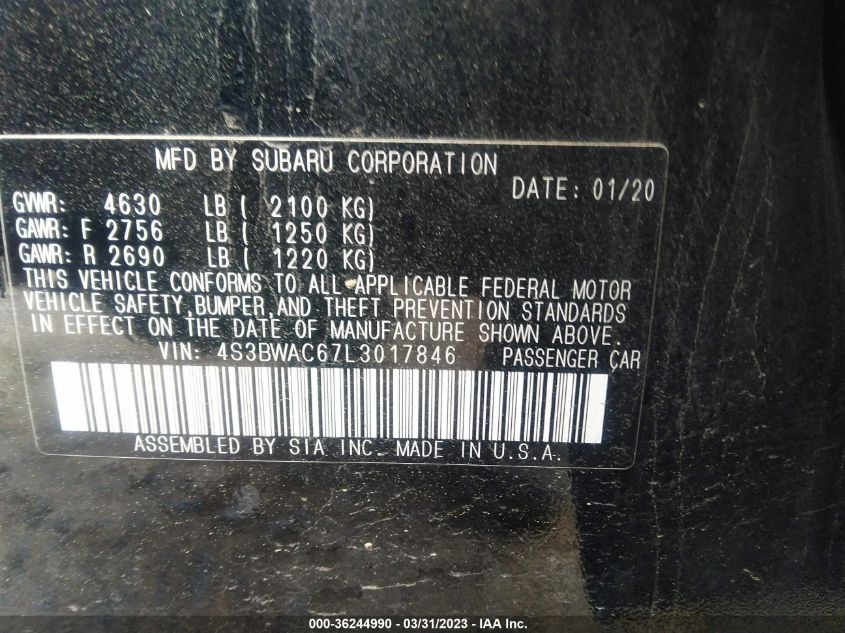 MFD BY SUBARU CORPORATION
DATE: 01/20
GVWR: 4630 LB ( 2100 KG)
GAWR: F 2756 LB ( 1250 KG)
GAWR: R 2690 LB ( 1220 KG)
THIS VEHICLE CONFORMS TO ALL APPLICABLE FEDERAL MOTOR
VEHICLE SAFETY, BUMPER, AND THEFT PREVENTION STANDARDS
IN EFFECT ON THE DATE OF MANUFACTURE SHOWN ABOVE.
VIN: 4S3BWAC67L3017846 PASSENGER CAR
ASSEMBLED BY SIA INC. MADE IN U.S.A.
000-36244990 - 03/31/2023 - IAA Inc.